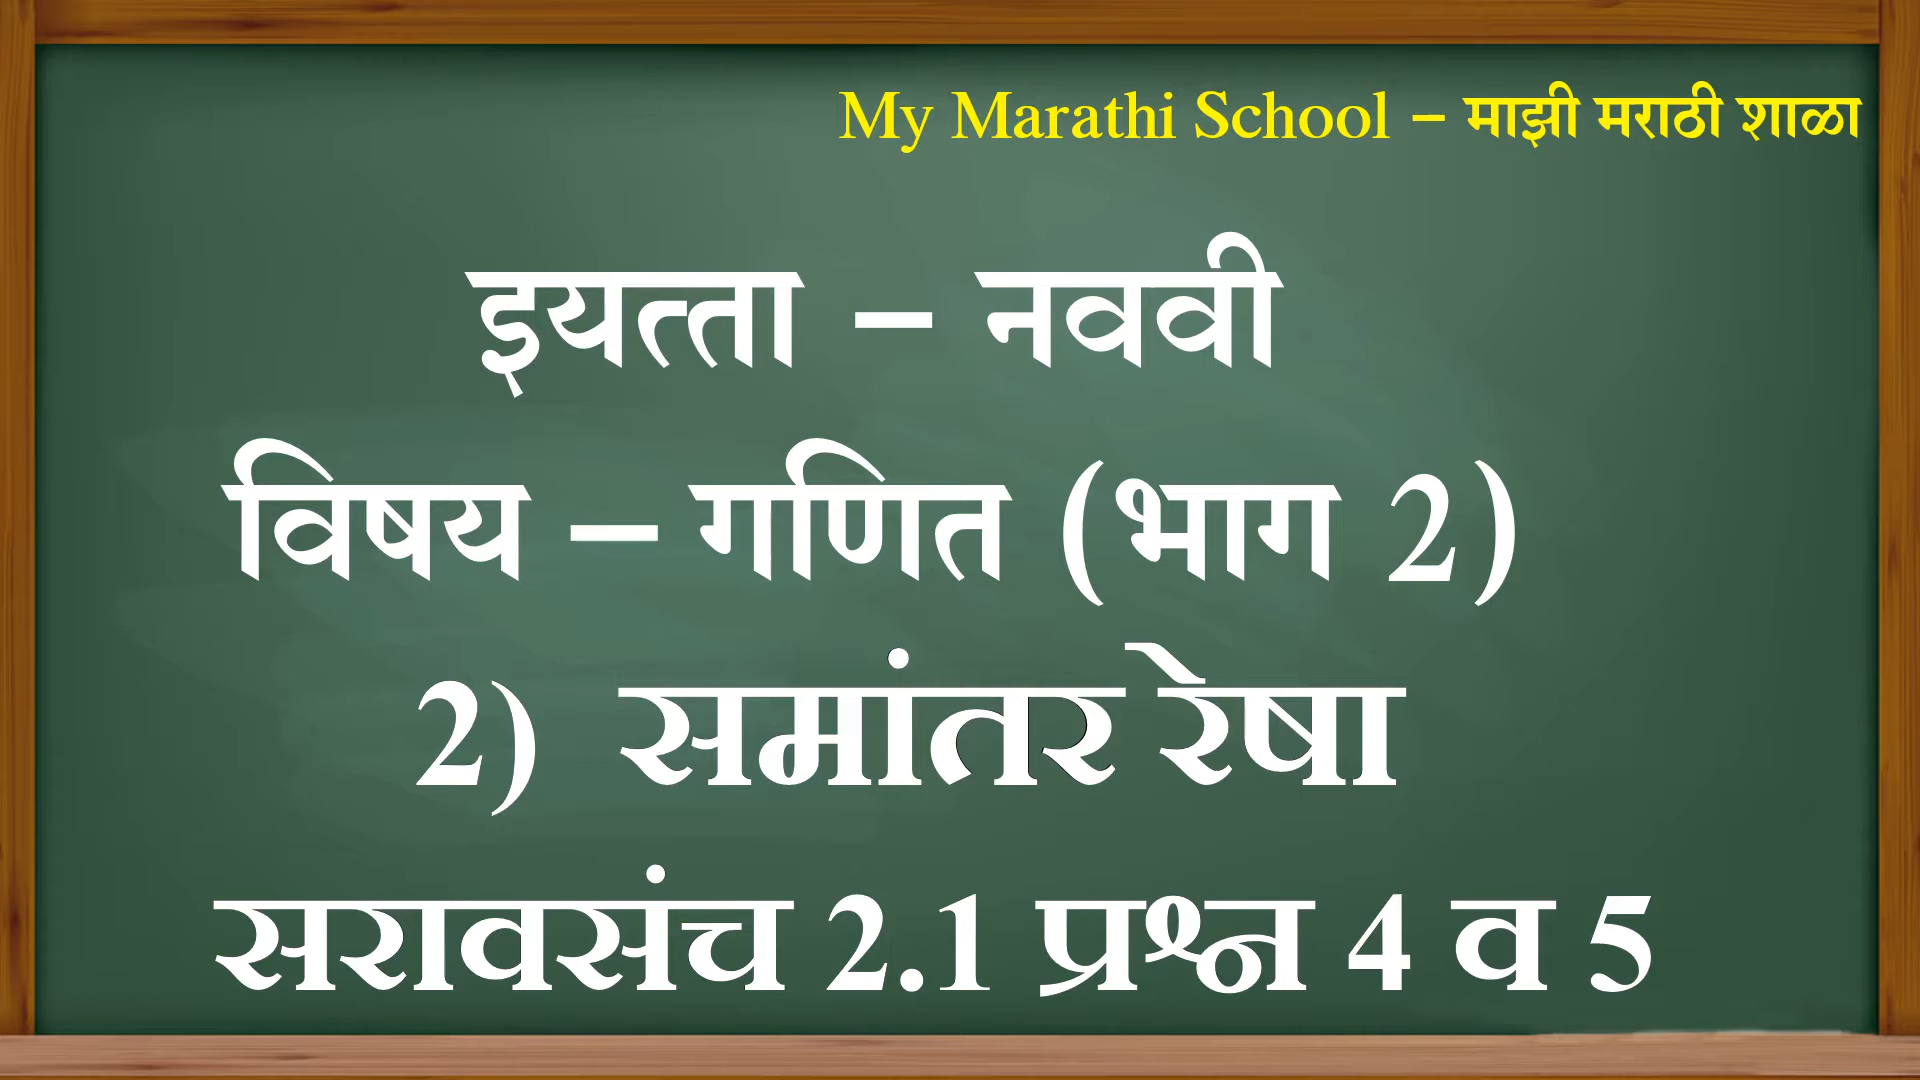 My Marathi School – माझी मराठी शाळा
इयत्ता – नववी
विषय – गणित (भाग 2)
2) समांतर रेषा
सरावसंच 2.1 प्रश्न 4 व 5